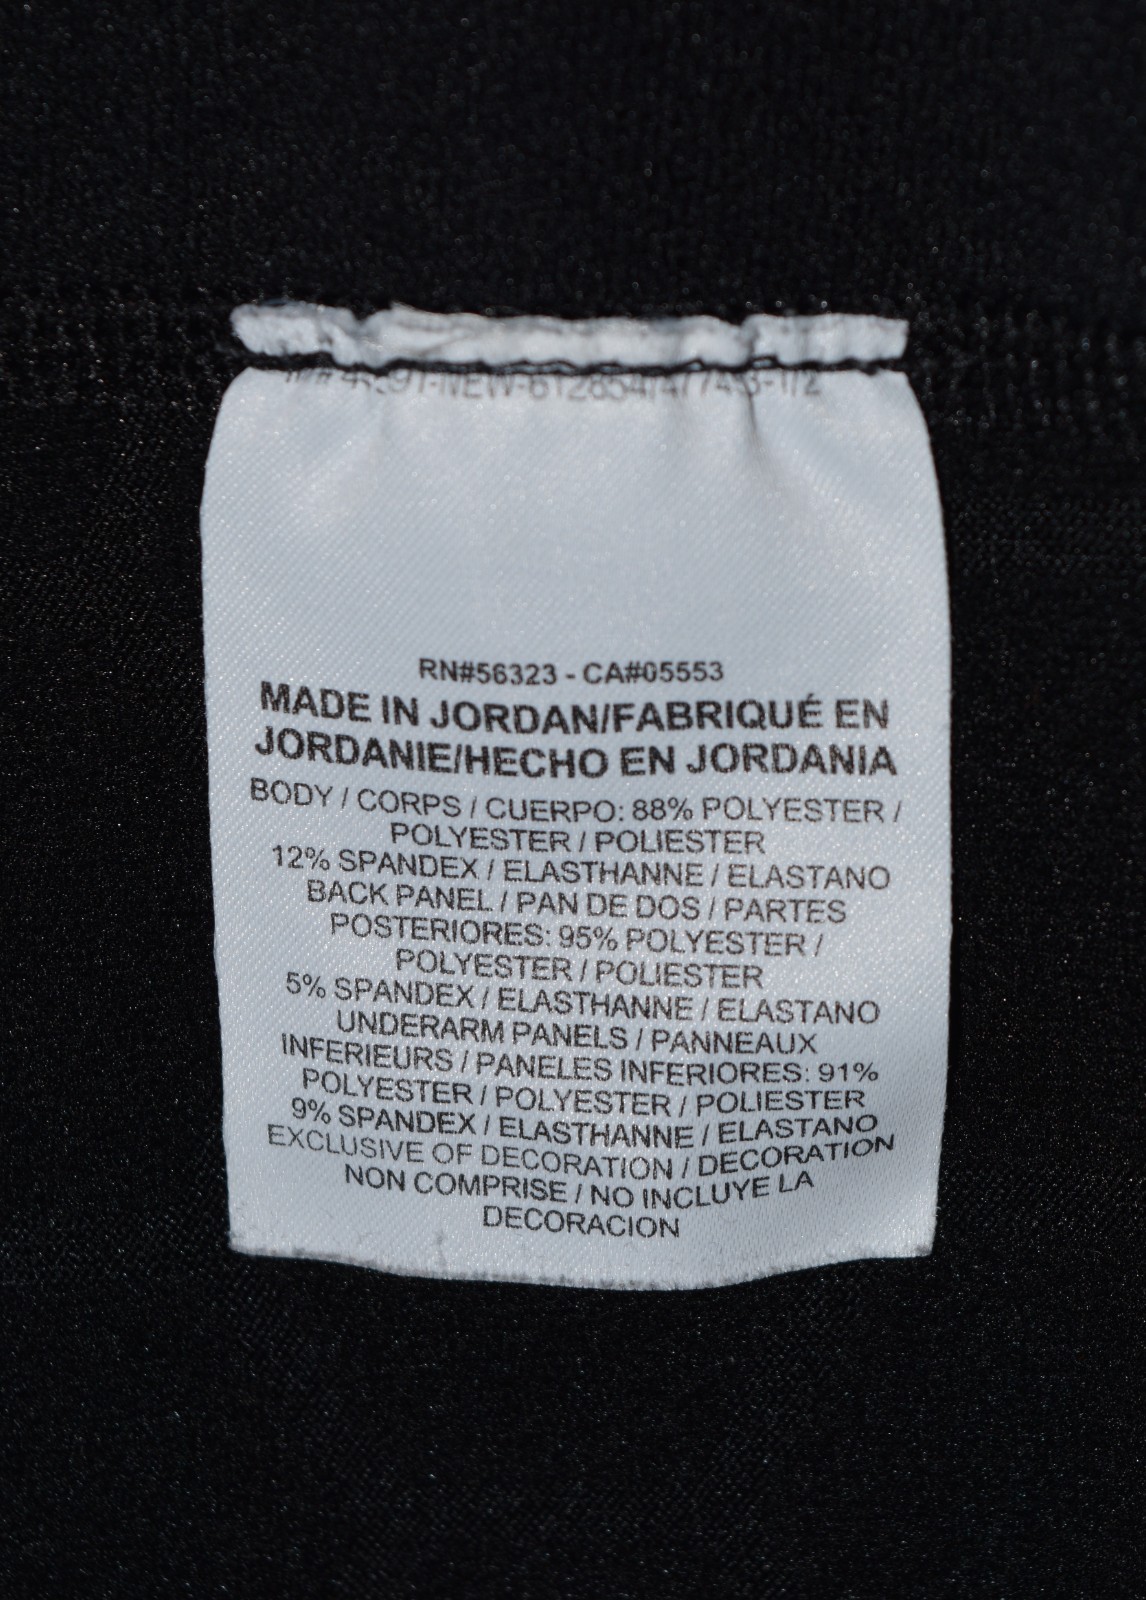 RN#56323 - CA#05553
MADE IN JORDAN/FABRIQUÉ EN
JORDANIE/HECHO EN JORDANIA
BODY / CORPS / CUERPO: 88% POLYESTER /
POLYESTER / POLIESTER
12% SPANDEX / ELASTHANNE / ELASTANO
BACK PANEL / PAN DE DOS / PARTES
POSTERIORES: 95% POLYESTER /
POLYESTER / POLIESTER
5% SPANDEX / ELASTHANNE / ELASTANO
UNDERARM PANELS / PANNEAUX
INFERIEURS / PANELES INFERIORES: 91%
POLYESTER / POLYESTER / POLIESTER
9% SPANDEX / ELASTHANNE / ELASTANO
EXCLUSIVE OF DECORATION / DECORATION
NON COMPRISE / NO INCLUYE LA
DECORACION